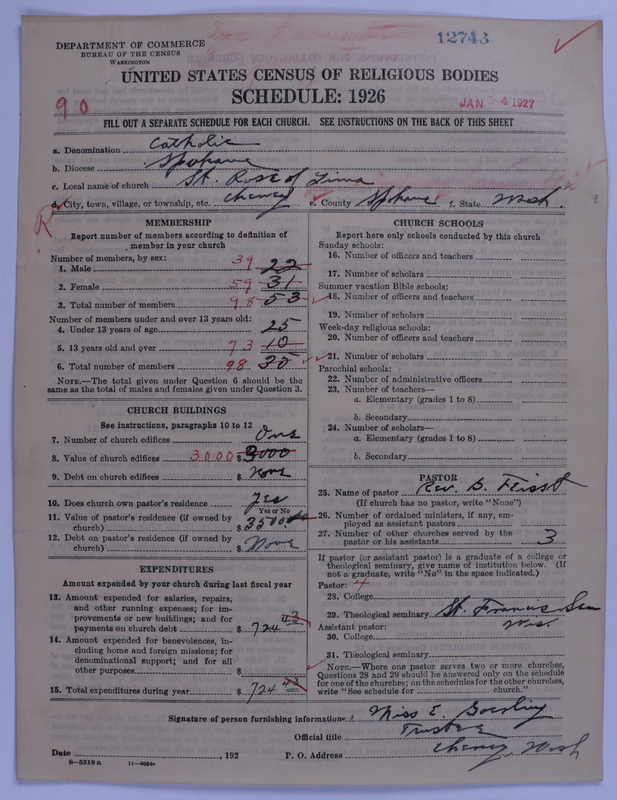 12743
DEPARTMENT OF COMMERCE
BUREAU OF THE CENSUS
WASHINGTON
UNITED STATES CENSUS OF RELIGIOUS BODIES
SCHEDULE: 1926
90
JAN 24 1927
FILL OUT A SEPARATE SCHEDULE FOR EACH CHURCH. SEE INSTRUCTIONS ON THE BACK OF THIS SHEET
a. Denomination Catholic
b. Diocese Spokane
c. Local name of church St. Rose of Lima
d. City, town, village, or township, etc. Cheney e. County Spokane f. State Wash.
MEMBERSHIP
Report number of members according to definition of member in your church
Number of members, by sex:
1. Male 39 22
2. Female 59 31
3. Total number of members 98 53
Number of members under and over 13 years old:
4. Under 13 years of age 25
5. 13 years old and over 73 10
6. Total number of members 98 35
NOTE.—The total given under Question 6 should be
same as the total of males and females given under Question 3.
CHURCH BUILDINGS
See instructions, paragraphs 10 to 12
7. Number of church edifices One
8. Value of church edifices 3000 $ 3000
9. Debt on church edifices $ None
10. Does church own pastor's residence Yes
Yes or No
11. Value of pastor's residence (if owned by
church) $ 3500
12. Debt on pastor's residence (if owned by
church) $ None
EXPENDITURES
Amount expended by your church during last fiscal year
13. Amount expended for salaries, repairs,
and other running expenses; for im-
provements or new buildings; and for
payments on church debt $ 724 43
14. Amount expended for benevolences, in-
cluding home and foreign missions; for
denominational support; and for all
other purposes $
15. Total expenditures during year $ 724 43
CHURCH SCHOOLS
Report here only schools conducted by this church
Sunday schools:
16. Number of officers and teachers
17. Number of scholars
Summer vacation Bible schools:
18. Number of officers and teachers
19. Number of scholars
Week-day religious schools:
20. Number of officers and teachers
21. Number of scholars
Parochial schools:
22. Number of administrative officers
23. Number of teachers—
a. Elementary (grades 1 to 8)
b. Secondary
24. Number of scholars—
a. Elementary (grades 1 to 8)
b. Secondary
PASTOR
25. Name of pastor Rev. B. Feisst
(If church has no pastor, write "None")
26. Number of ordained ministers, if any, em-
ployed as assistant pastors
27. Number of other churches served by the
pastor or his assistants 3
If pastor (or assistant pastor) is a graduate of a college or
theological seminary, give name of institution below. (If
not a graduate, write "No" in the space indicated.)
Pastor: 4
28. College
29. Theological seminary St. Francis Sem
Assistant pastor: Wis.
30. College
31. Theological seminary
NOTE.—Where one pastor serves two or more churches,
Questions 28 and 29 should be answered only on the schedule
for one of the churches; on the schedules for the other churches,
write "See schedule for church."
Signature of person furnishing information Miss E.
Official title Trustee
Date , 192 P. O. Address Cheney, Wash
8—5518a 11—9084a